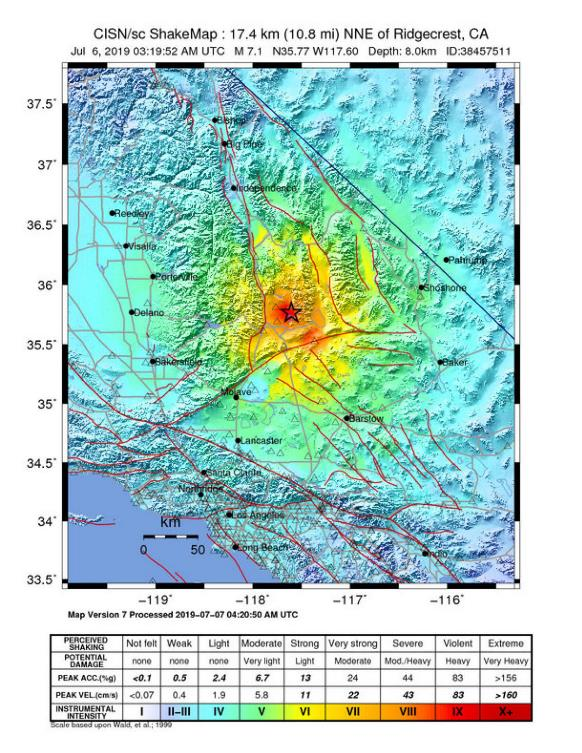 CISN/sc ShakeMap : 17.4 km (10.8 mi) NNE of Ridgecrest, CA
Jul 6, 2019 03:19:52 AM UTC M 7.1 N35.77 W117.60 Depth: 8.0km ID:38457511
37.5°
Bishop
Big Pine
37°
Independence
Reedley
36.5°
Visalia
Pahrump
Porterville
36°
Shoshone
Delano
35.5°
Bakersfield
Baker
Mojave
35°
Barstow
Lancaster
34.5°
Santa Clarita
Northridge
Los Angeles
34°
km
0 50
Long Beach
Indio
33.5°
−119° −118° −117° −116°
Map Version 7 Processed 2019−07−07 04:20:50 AM UTC
PERCEIVED SHAKING Not felt Weak Light Moderate Strong Very strong Severe Violent Extreme
POTENTIAL DAMAGE none none none Very light Light Moderate Mod./Heavy Heavy Very Heavy
PEAK ACC.(%g) <0.1 0.5 2.4 6.7 13 24 44 83 >156
PEAK VEL.(cm/s) <0.07 0.4 1.9 5.8 11 22 43 83 >160
INSTRUMENTAL INTENSITY I II−III IV V VI VII VIII IX X+
Scale based upon Wald, et al.; 1999